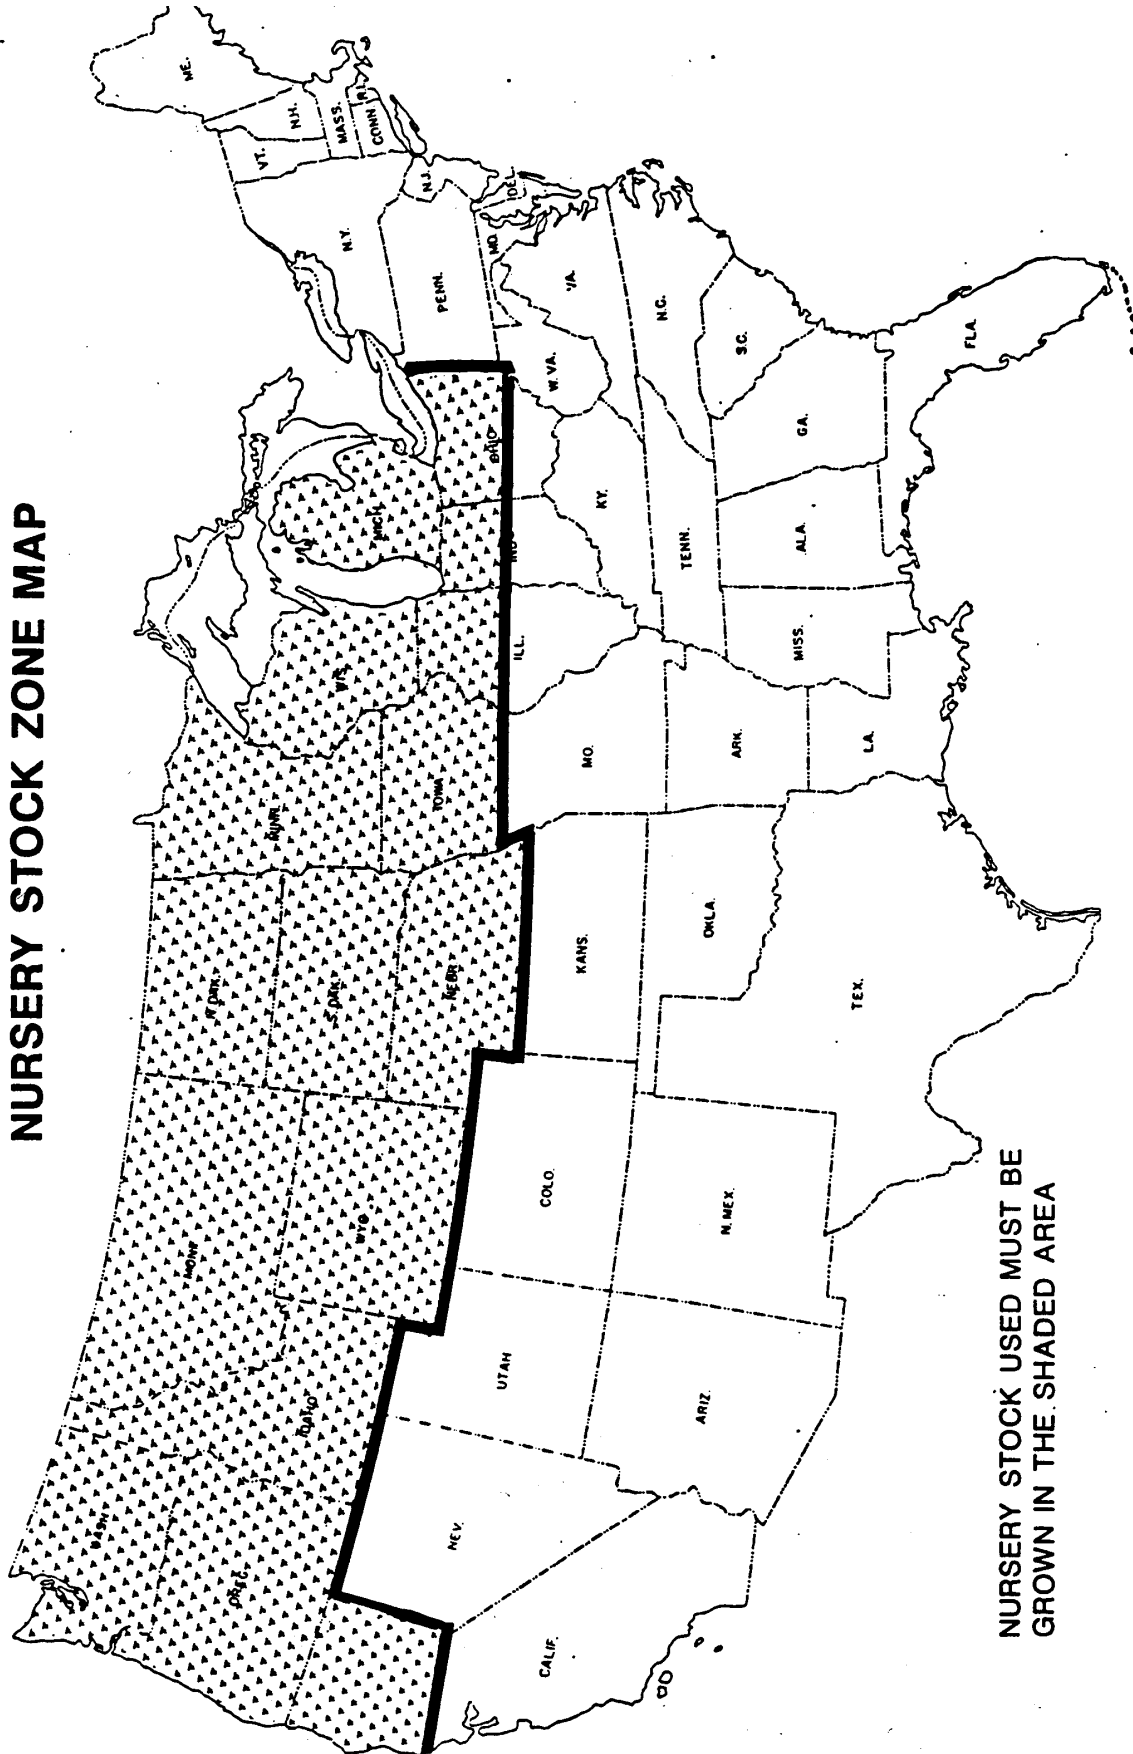 NURSERY STOCK ZONE MAP
WASH.
OREG.
CALIF.
NEV.
IDAHO
MONT.
WYO.
UTAH
ARIZ.
COLO.
N. MEX.
N. DAK.
S. DAK.
NEBR.
KANS.
OKLA.
TEX.
MINN.
IOWA
MO.
ARK.
LA.
WIS.
ILL.
MICH.
IND.
OHIO
KY.
TENN.
MISS.
ALA.
GA.
FLA.
S.C.
N.C.
VA.
W. VA.
MD.
DEL.
PENN.
N.J.
N.Y.
CONN.
R.I.
MASS.
VT.
N.H.
ME.
NURSERY STOCK USED MUST BE
GROWN IN THE SHADED AREA